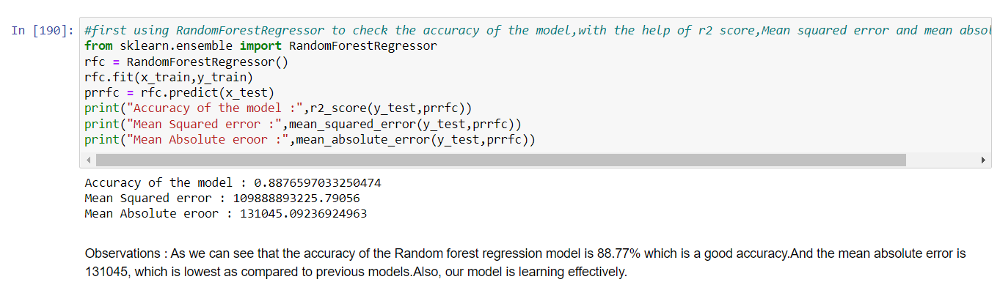 In [190]: #first using RandomForestRegressor to check the accuracy of the model,with the help of r2 score,Mean squared error and mean absol
from sklearn.ensemble import RandomForestRegressor
rfc = RandomForestRegressor()
rfc.fit(x_train,y_train)
prrfc = rfc.predict(x_test)
print("Accuracy of the model :",r2_score(y_test,prrfc))
print("Mean Squared error :",mean_squared_error(y_test,prrfc))
print("Mean Absolute eroor :",mean_absolute_error(y_test,prrfc))
Accuracy of the model : 0.8876597033250474
Mean Squared error : 109888893225.79056
Mean Absolute eroor : 131045.09236924963
Observations : As we can see that the accuracy of the Random forest regression model is 88.77% which is a good accuracy.And the mean absolute error is
131045, which is lowest as compared to previous models.Also, our model is learning effectively.